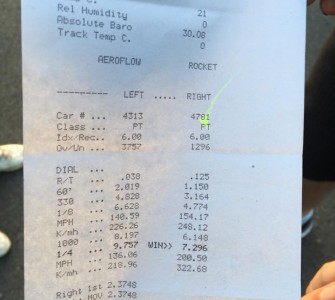 C.
Rel Humidity 21
Absolute Baro 0
Track Temp C. 30.08
0
AEROFLOW ROCKET
--------- LEFT ..... RIGHT
Car # ... 4313 4781
Class ... PT PT
Idx/Rec.. 6.00 6.00
Ov/Un ... 3757 1296
DIAL ...
R/T ... .038 .125
60' ... 2.019 1.150
330 ... 4.828 3.164
1/8 ... 6.628 4.774
MPH ... 140.59 154.17
K/mh ... 226.26 248.12
1000 ... 8.197 6.148
1/4 ... 9.757 WIN>> 7.296
MPH ... 136.06 200.50
K/mh ... 218.96 322.68
Right 1st 2.3748
MOV 2.3748